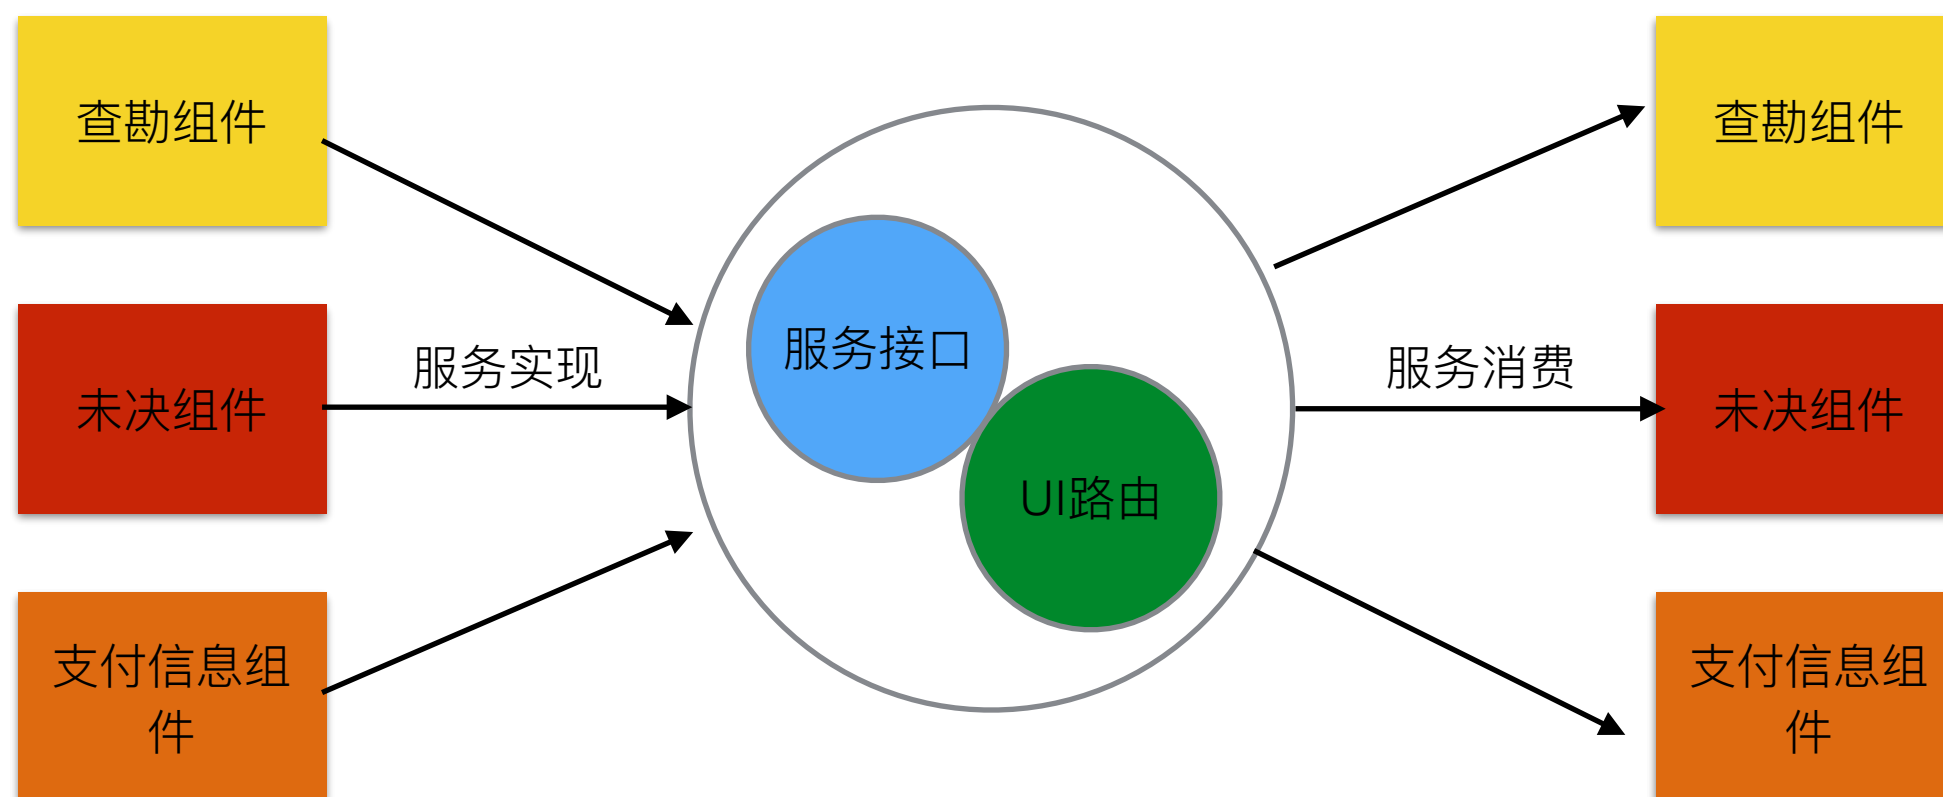 查勘组件
查勘组件
服务接口
服务实现
服务消费
未决组件
未决组件
UI路由
支付信息组
件
支付信息组
件